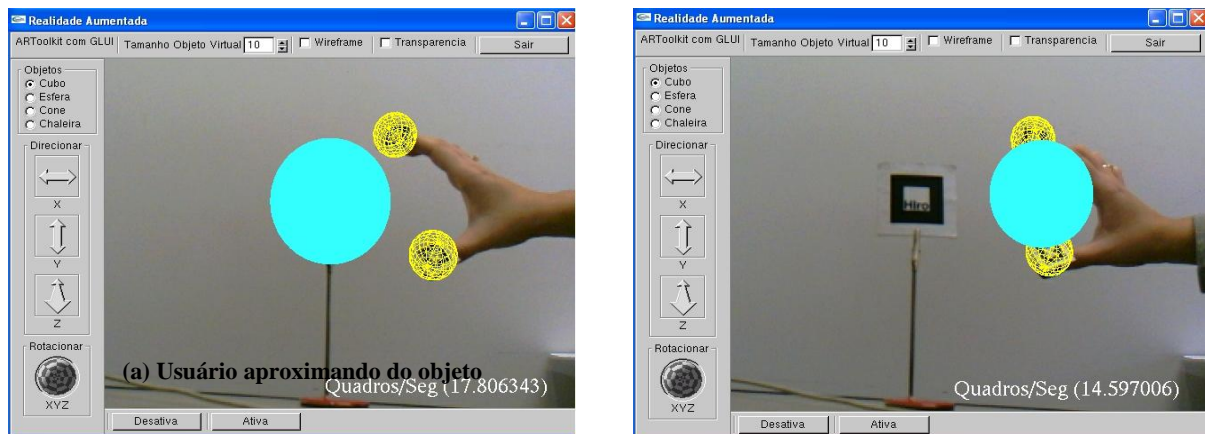 Realidade Aumentada
ARToolkit com GLUI Tamanho Objeto Virtual 10 Wireframe Transparencia Sair
Objetos
Cubo
Esfera
Cone
Chaleira
Direcionar
X
Y
Z
Rotacionar
XYZ
(a) Usuário aproximando do objeto
Quadros/Seg (17.806343)
Desativa Ativa
Realidade Aumentada
ARToolkit com GLUI Tamanho Objeto Virtual 10 Wireframe Transparencia Sair
Objetos
Cubo
Esfera
Cone
Chaleira
Direcionar
X
Y
Z
Rotacionar
XYZ
Hiro
Quadros/Seg (14.597006)
Desativa Ativa